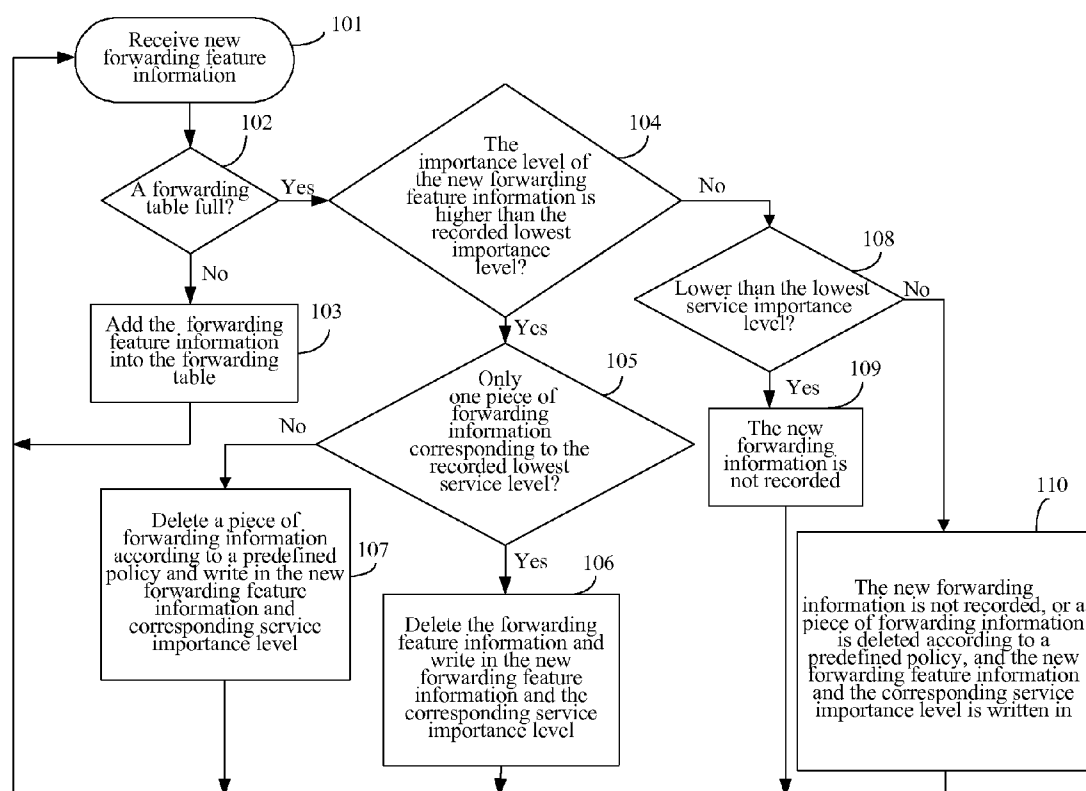 101
Receive new
forwarding feature
information
102
A forwarding
table full?
Yes
No
103
Add the forwarding
feature information
into the forwarding
table
104
The
importance level of
the new forwarding
feature information is
higher than the
recorded lowest
importance
level?
No
Yes
108
Lower than the lowest
service importance
level?
No
Yes
105
Only
one piece of
forwarding
information
corresponding to the
recorded lowest
service level?
No
Yes
109
The new
forwarding
information is
not recorded
107
Delete a piece of
forwarding information
according to a predefined
policy and write in the new
forwarding feature
information and
corresponding service
importance level
106
Delete the forwarding
feature information and
write in the new
forwarding feature
information and the
corresponding service
importance level
110
The new forwarding
information is not recorded, or a
piece of forwarding information
is deleted according to a
predefined policy, and the new
forwarding feature information
and the corresponding service
importance level is written in